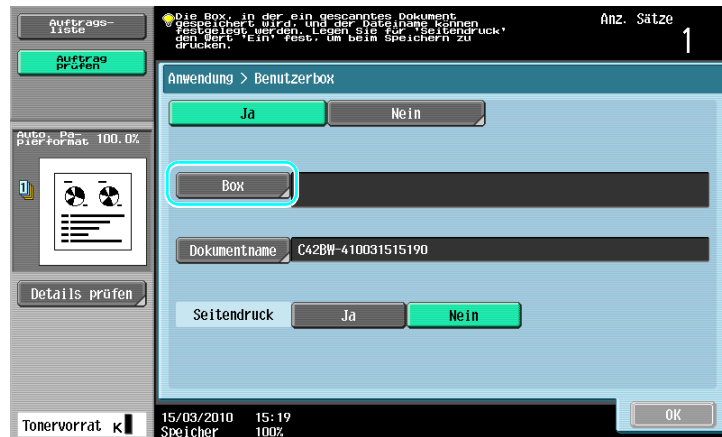 Auftrags-
liste
Auftrag
prüfen
Die Box, in der ein gescanntes Dokument
gespeichert wird, und der Dateiname können
festgelegt werden. Legen Sie für 'Seitendruck'
den Wert 'Ein' fest, um beim Speichern zu
drucken.
Anz. Sätze
1
Anwendung > Benutzerbox
Ja Nein
Auto. Pa-
pierformat 100.0%
1
Box
Dokumentname C42BW-410031515190
Details prüfen
Seitendruck Ja Nein
Tonervorrat K
15/03/2010 15:19
Speicher 100%
OK